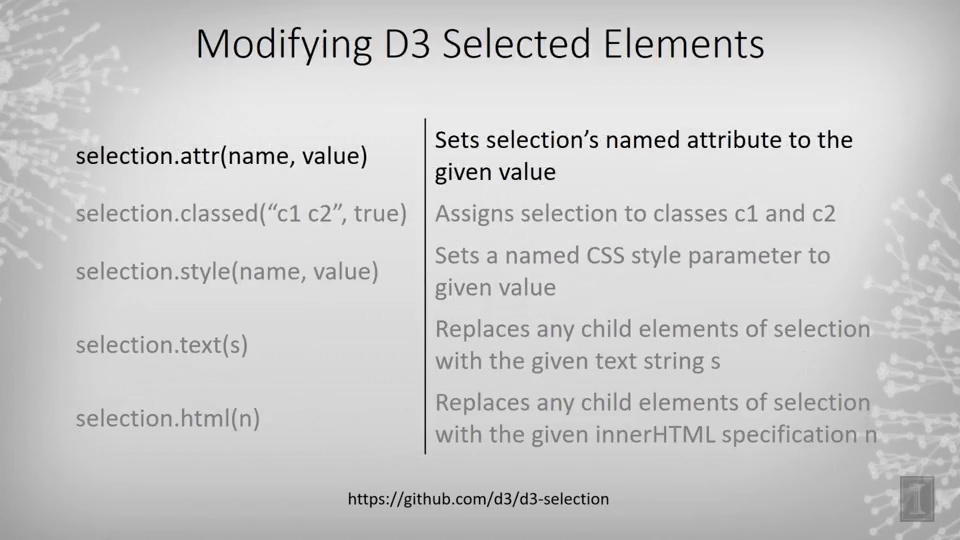 Modifying D3 Selected Elements
selection.attr(name, value)
Sets selection’s named attribute to the
given value
selection.classed(“c1 c2”, true)
Assigns selection to classes c1 and c2
selection.style(name, value)
Sets a named CSS style parameter to
given value
selection.text(s)
Replaces any child elements of selection
with the given text string s
selection.html(n)
Replaces any child elements of selection
with the given innerHTML specification n
https://github.com/d3/d3-selection